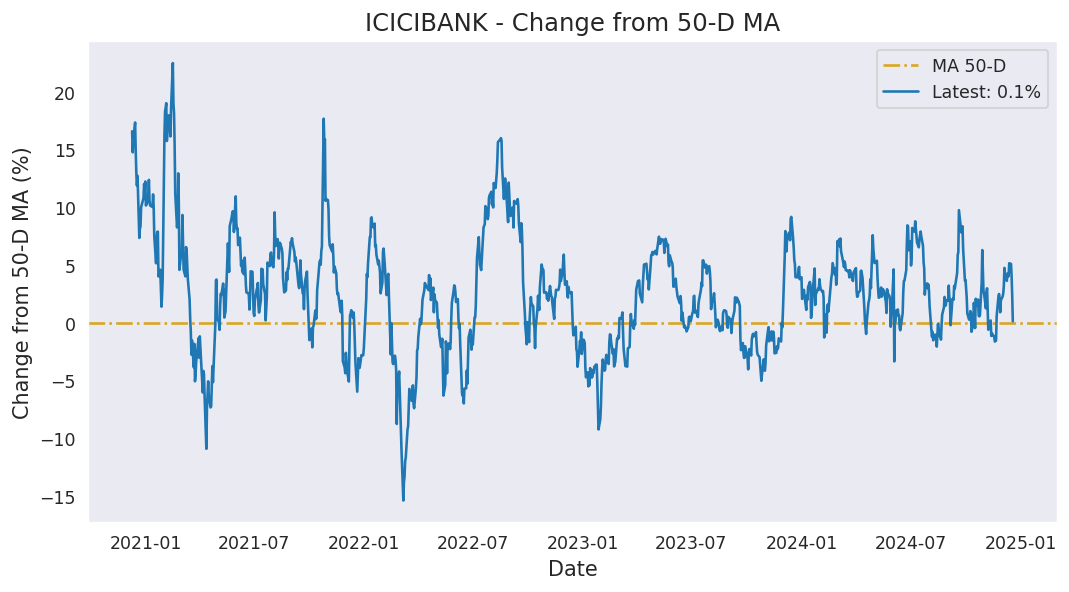 ICICIBANK - Change from 50-D MA
MA 50-D
Latest: 0.1%
Change from 50-D MA (%)
20
15
10
5
0
−5
−10
−15
2021-01 2021-07 2022-01 2022-07 2023-01 2023-07 2024-01 2024-07 2025-01
Date